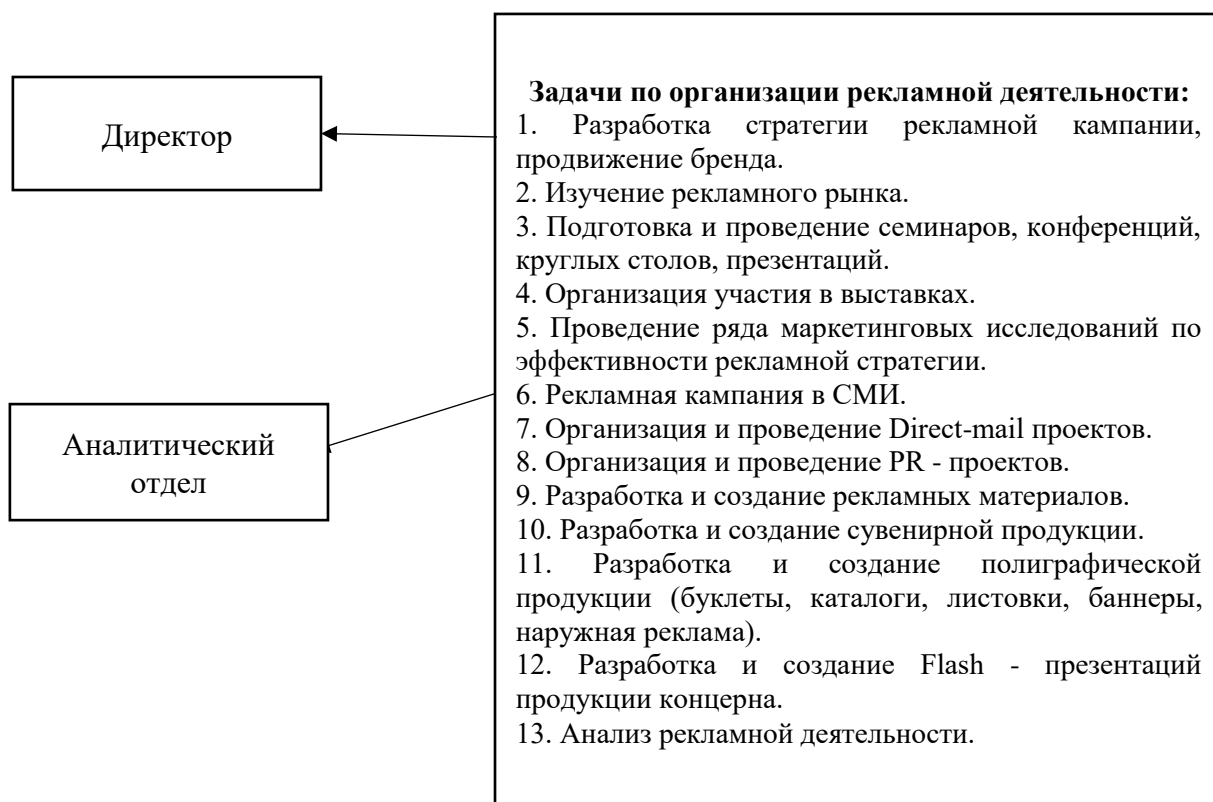 Директор
Аналитический
отдел
Задачи по организации рекламной деятельности:
1. Разработка стратегии рекламной кампании,
продвижение бренда.
2. Изучение рекламного рынка.
3. Подготовка и проведение семинаров, конференций,
круглых столов, презентаций.
4. Организация участия в выставках.
5. Проведение ряда маркетинговых исследований по
эффективности рекламной стратегии.
6. Рекламная кампания в СМИ.
7. Организация и проведение Direct-mail проектов.
8. Организация и проведение PR - проектов.
9. Разработка и создание рекламных материалов.
10. Разработка и создание сувенирной продукции.
11. Разработка и создание полиграфической
продукции (буклеты, каталоги, листовки, баннеры,
наружная реклама).
12. Разработка и создание Flash - презентаций
продукции концерна.
13. Анализ рекламной деятельности.